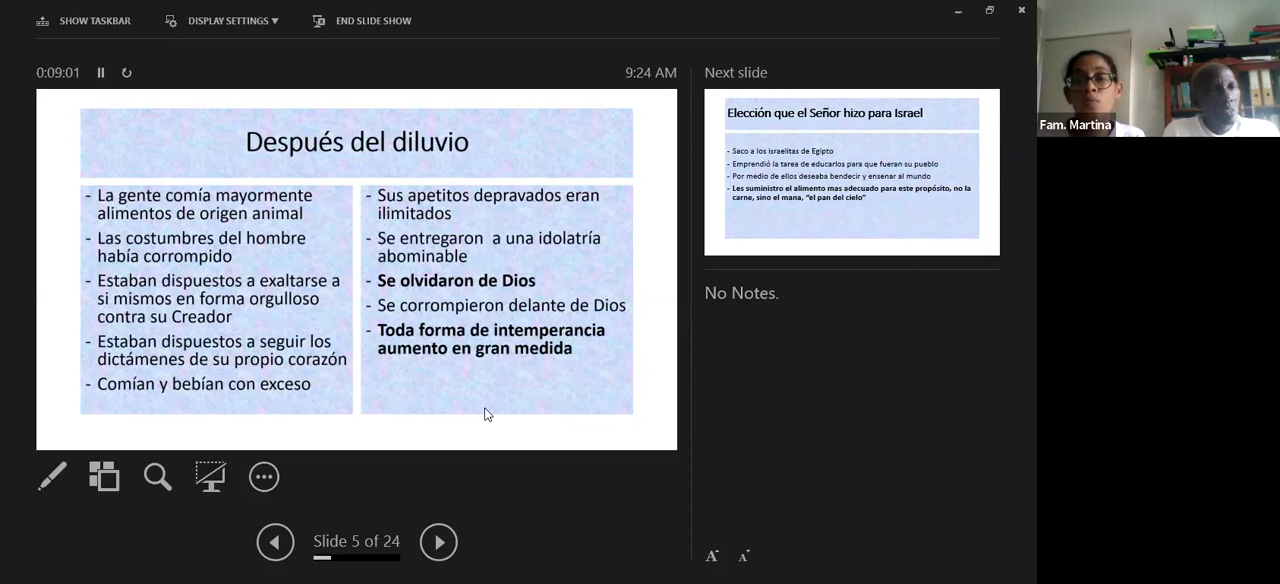 SHOW TASKBAR
DISPLAY SETTINGS ▼
END SLIDE SHOW
0:09:01
9:24 AM
Después del diluvio
- La gente comía mayormente
alimentos de origen animal
- Las costumbres del hombre
había corrompido
- Estaban dispuestos a exaltarse a
si mismos en forma orgulloso
contra su Creador
- Estaban dispuestos a seguir los
dictámenes de su propio corazón
- Comían y bebían con exceso
- Sus apetitos depravados eran
ilimitados
- Se entregaron a una idolatría
abominable
- Se olvidaron de Dios
- Se corrompieron delante de Dios
- Toda forma de intemperancia
aumento en gran medida
Slide 5 of 24
Next slide
Elección que el Señor hizo para Israel
- Saco a los israelitas de Egipto
- Emprendió la tarea de educarlos para que fueran su pueblo
- Por medio de ellos deseaba bendecir y ensenar al mundo
- Les suministro el alimento mas adecuado para este propósito, no la
carne, sino el mana, "el pan del cielo"
No Notes.
A A
Fam. Martina